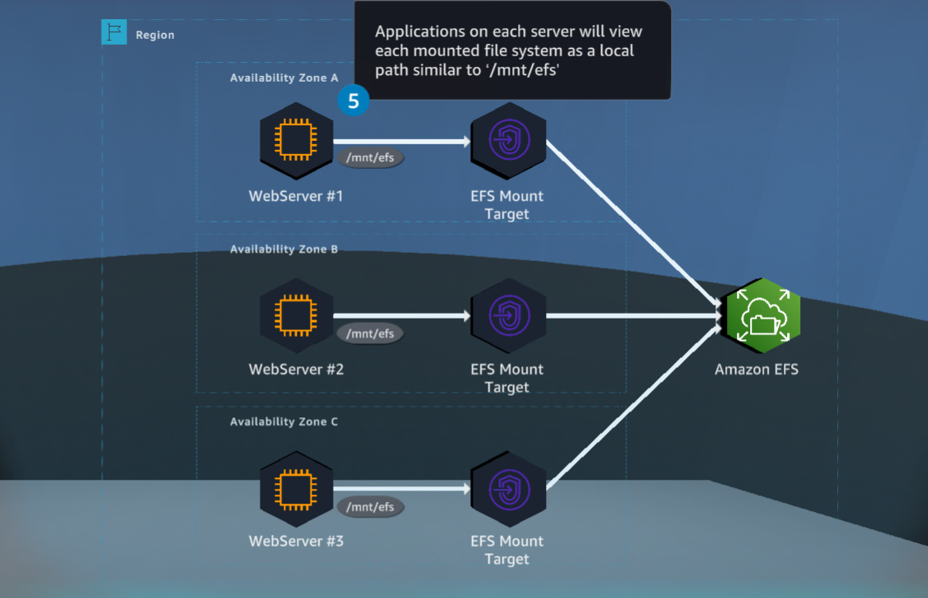 Region
Applications on each server will view
each mounted file system as a local
path similar to '/mnt/efs'
Availability Zone A
5
/mnt/efs
WebServer #1
EFS Mount
Target
Availability Zone B
/mnt/efs
WebServer #2
EFS Mount
Target
Amazon EFS
Availability Zone C
/mnt/efs
WebServer #3
EFS Mount
Target